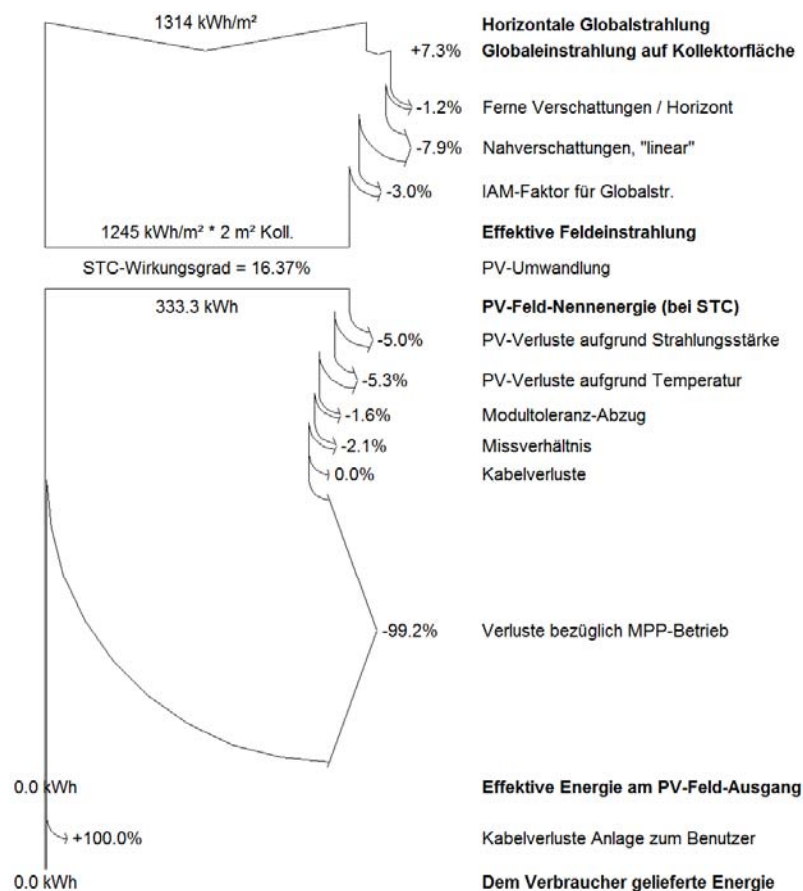 1314 kWh/m² Horizontale Globalstrahlung
+7.3% Globaleinstrahlung auf Kollektorfläche
-1.2% Ferne Verschattungen / Horizont
-7.9% Nahverschattungen, "linear"
-3.0% IAM-Faktor für Globalstr.
1245 kWh/m² * 2 m² Koll. Effektive Feldeinstrahlung
STC-Wirkungsgrad = 16.37% PV-Umwandlung
333.3 kWh PV-Feld-Nennenergie (bei STC)
-5.0% PV-Verluste aufgrund Strahlungsstärke
-5.3% PV-Verluste aufgrund Temperatur
-1.6% Modultoleranz-Abzug
-2.1% Missverhältnis
0.0% Kabelverluste
-99.2% Verluste bezüglich MPP-Betrieb
0.0 kWh Effektive Energie am PV-Feld-Ausgang
+100.0% Kabelverluste Anlage zum Benutzer
0.0 kWh Dem Verbraucher gelieferte Energie